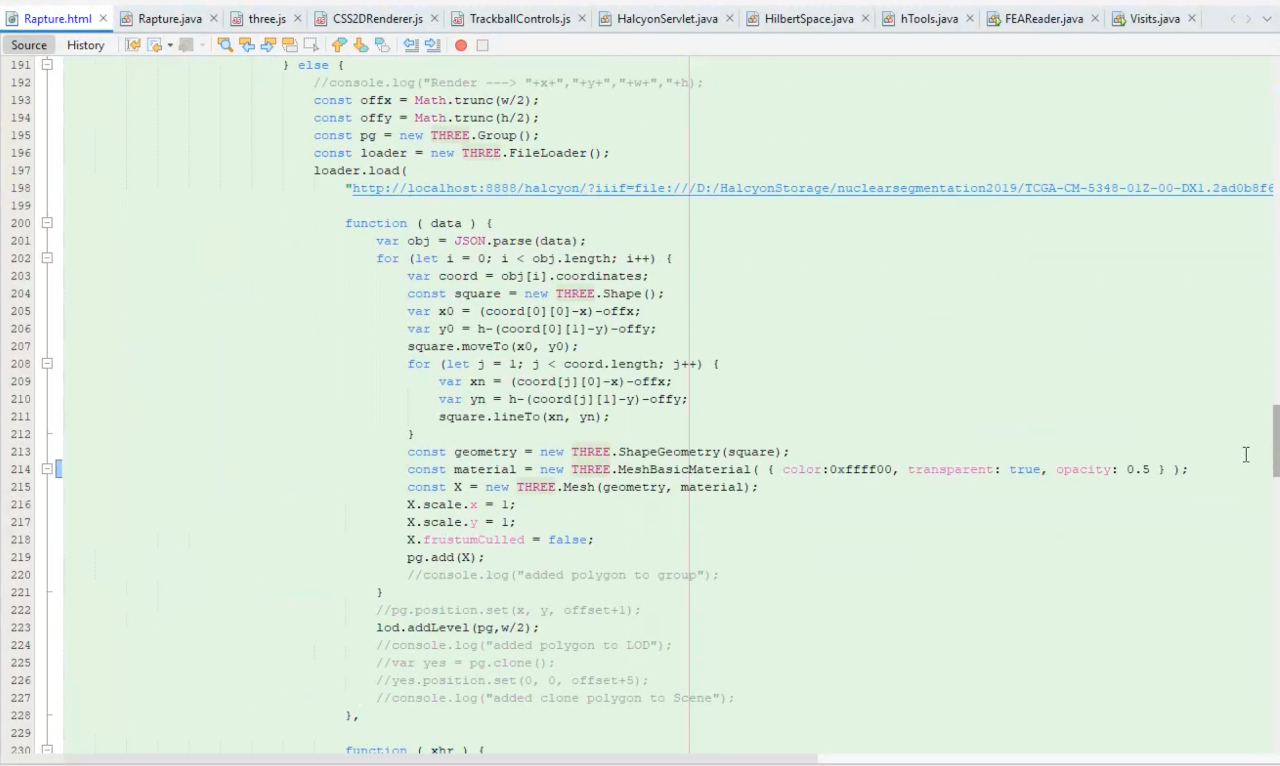 Rapture.html Rapture.java three.js CSS2DRenderer.js TrackballControls.js HalcyonServlet.java HilbertSpace.java hTools.java FEAReader.java Visits.java
Source History
191 } else {
192 //console.log("Render ---> "+x+","+y+","+w+","+h);
193 const offx = Math.trunc(w/2);
194 const offy = Math.trunc(h/2);
195 const pg = new THREE.Group();
196 const loader = new THREE.FileLoader();
197 loader.load(
198 "http://localhost:8888/halcyon/?iiif=file:///D:/HalcyonStorage/nuclearsegmentation2019/TCGA-CM-5348-01Z-00-DX1.2ad0b8f6
199
200 function ( data ) {
201 var obj = JSON.parse(data);
202 for (let i = 0; i < obj.length; i++) {
203 var coord = obj[i].coordinates;
204 const square = new THREE.Shape();
205 var x0 = (coord[0][0]-x)-offx;
206 var y0 = h-(coord[0][1]-y)-offy;
207 square.moveTo(x0, y0);
208 for (let j = 1; j < coord.length; j++) {
209 var xn = (coord[j][0]-x)-offx;
210 var yn = h-(coord[j][1]-y)-offy;
211 square.lineTo(xn, yn);
212 }
213 const geometry = new THREE.ShapeGeometry(square);
214 const material = new THREE.MeshBasicMaterial( { color:0xffff00, transparent: true, opacity: 0.5 } );
215 const X = new THREE.Mesh(geometry, material);
216 X.scale.x = 1;
217 X.scale.y = 1;
218 X.frustumCulled = false;
219 pg.add(X);
220 //console.log("added polygon to group");
221 }
222 //pg.position.set(x, y, offset+1);
223 lod.addLevel(pg,w/2);
224 //console.log("added polygon to LOD");
225 //var yes = pg.clone();
226 //yes.position.set(0, 0, offset+5);
227 //console.log("added clone polygon to Scene");
228 },
229
230 function ( xhr ) {